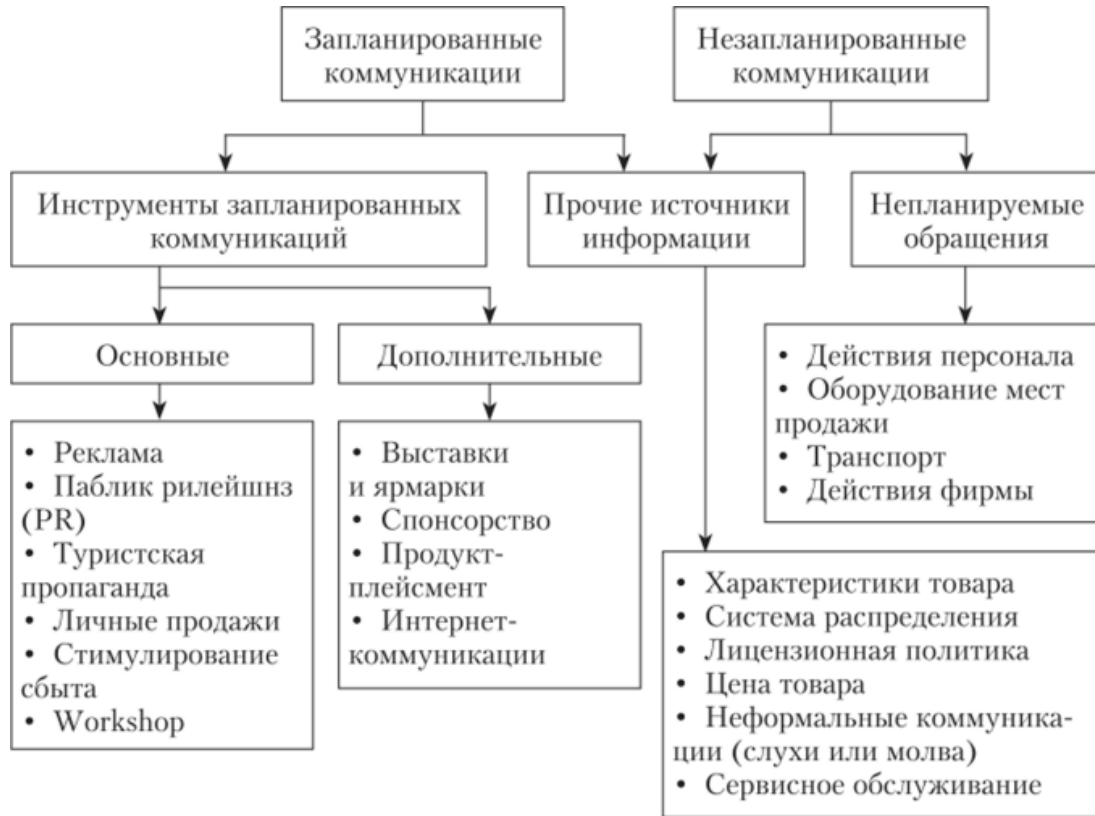 Запланированные
коммуникации
Незапланированные
коммуникации
Инструменты запланированных
коммуникаций
Прочие источники
информации
Непланируемые
обращения
Основные
Дополнительные
• Действия персонала
• Оборудование мест
продажи
• Транспорт
• Действия фирмы
• Реклама
• Паблик рилейшнз
(PR)
• Туристская
пропаганда
• Личные продажи
• Стимулирование
сбыта
• Workshop
• Выставки
и ярмарки
• Спонсорство
• Продукт-
плейсмент
• Интернет-
коммуникации
• Характеристики товара
• Система распределения
• Лицензионная политика
• Цена товара
• Неформальные коммуника-
ции (слухи или молва)
• Сервисное обслуживание